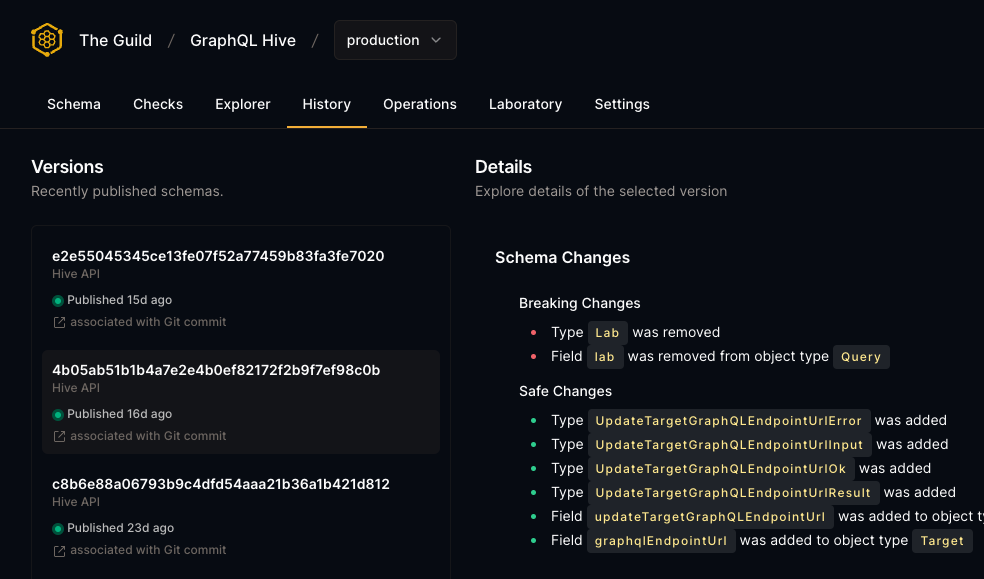 The Guild / GraphQL Hive / production
Schema Checks Explorer History Operations Laboratory Settings
Versions
Recently published schemas.
e2e55045345ce13fe07f52a77459b83fa3fe7020
Hive API
Published 15d ago
associated with Git commit
4b05ab51b1b4a7e2e4b0ef82172f2b9f7ef98c0b
Hive API
Published 16d ago
associated with Git commit
c8b6e88a06793b9c4dfd54aaa21b36a1b421d812
Hive API
Published 23d ago
associated with Git commit
Details
Explore details of the selected version
Schema Changes
Breaking Changes
Type Lab was removed
Field lab was removed from object type Query
Safe Changes
Type UpdateTargetGraphQLEndpointUrlError was added
Type UpdateTargetGraphQLEndpointUrlInput was added
Type UpdateTargetGraphQLEndpointUrlOk was added
Type UpdateTargetGraphQLEndpointUrlResult was added
Field updateTargetGraphQLEndpointUrl was added to object
Field graphqlEndpointUrl was added to object type Target